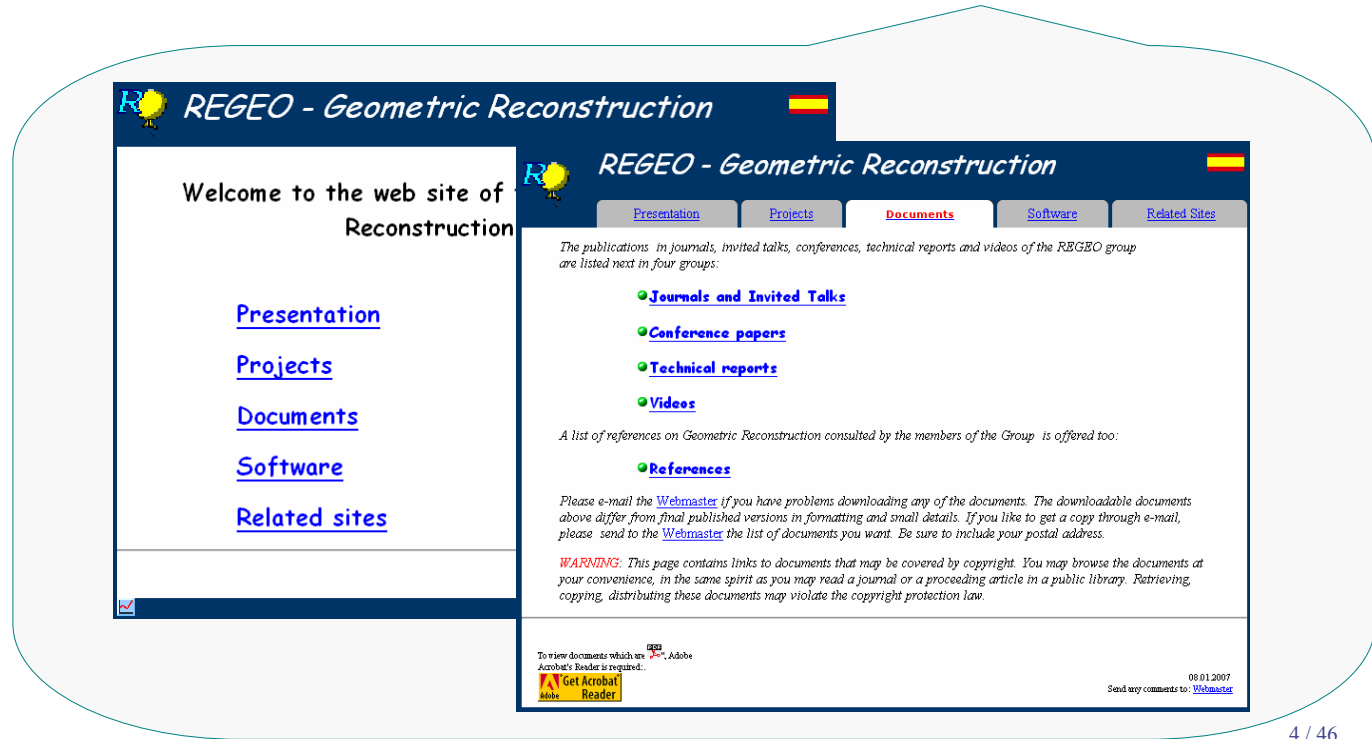 R
REGEO - Geometric Reconstruction
Welcome to the web site of
Reconstruction
Presentation
Projects
Documents
Software
Related sites
R
REGEO - Geometric Reconstruction
Presentation
Projects
Documents
Software
Related Sites
The publications in journals, invited talks, conferences, technical reports and videos of the REGEO group
are listed next in four groups:
Journals and Invited Talks
Conference papers
Technical reports
Videos
A list of references on Geometric Reconstruction consulted by the members of the Group is offered too:
References
Please e-mail the Webmaster if you have problems downloading any of the documents. The downloadable documents
above differ from final published versions in formatting and small details. If you like to get a copy through e-mail,
please send to the Webmaster the list of documents you want. Be sure to include your postal address.
WARNING: This page contains links to documents that may be covered by copyright. You may browse the documents at
your convenience, in the same spirit as you may read a journal or a proceeding article in a public library. Retrieving,
copying, distributing these documents may violate the copyright protection law.
To view documents which are PDF", Adobe
Acrobat's Reader is required:.
Get Acrobat
Adobe Reader
08.01.2007
Send any comments to: Webmaster
4 / 46